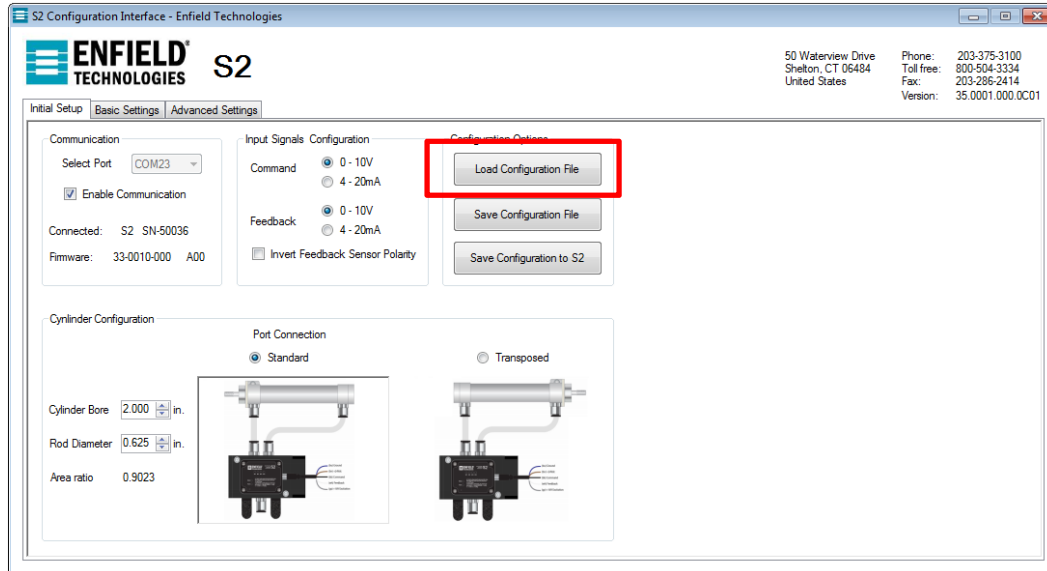 S2 Configuration Interface - Enfield Technologies
ENFIELD
TECHNOLOGIES
S2
50 Waterview Drive
Shelton, CT 06484
United States
Phone: 203-375-3100
Toll free: 800-504-3334
Fax: 203-286-2414
Version: 35.0001.000.0C01
Initial Setup Basic Settings Advanced Settings
Communication
Select Port COM23
Enable Communication
Connected: S2 SN-50036
Firmware: 33-0010-000 A00
Input Signals Configuration
Command 0 - 10V
4 - 20mA
Feedback 0 - 10V
4 - 20mA
Invert Feedback Sensor Polarity
Configuration Options
Load Configuration File
Save Configuration File
Save Configuration to S2
Cynlinder Configuration
Port Connection
Standard Transposed
Cylinder Bore 2.000 in.
Rod Diameter 0.625 in.
Area ratio 0.9023